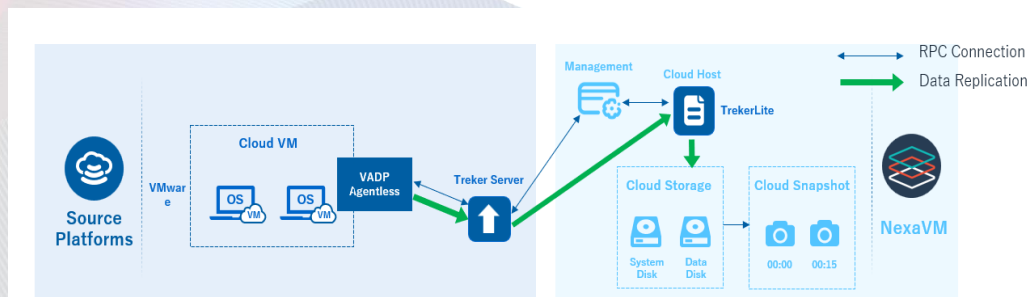 RPC Connection
Data Replication
Management
Cloud Host
TrekerLite
Cloud VM
VADP
Agentless
Treker Server
VMwar
e
OS
VM
OS
VM
Source
Platforms
Cloud Storage
Cloud Snapshot
System
Disk
Data
Disk
00:00
00:15
NexaVM